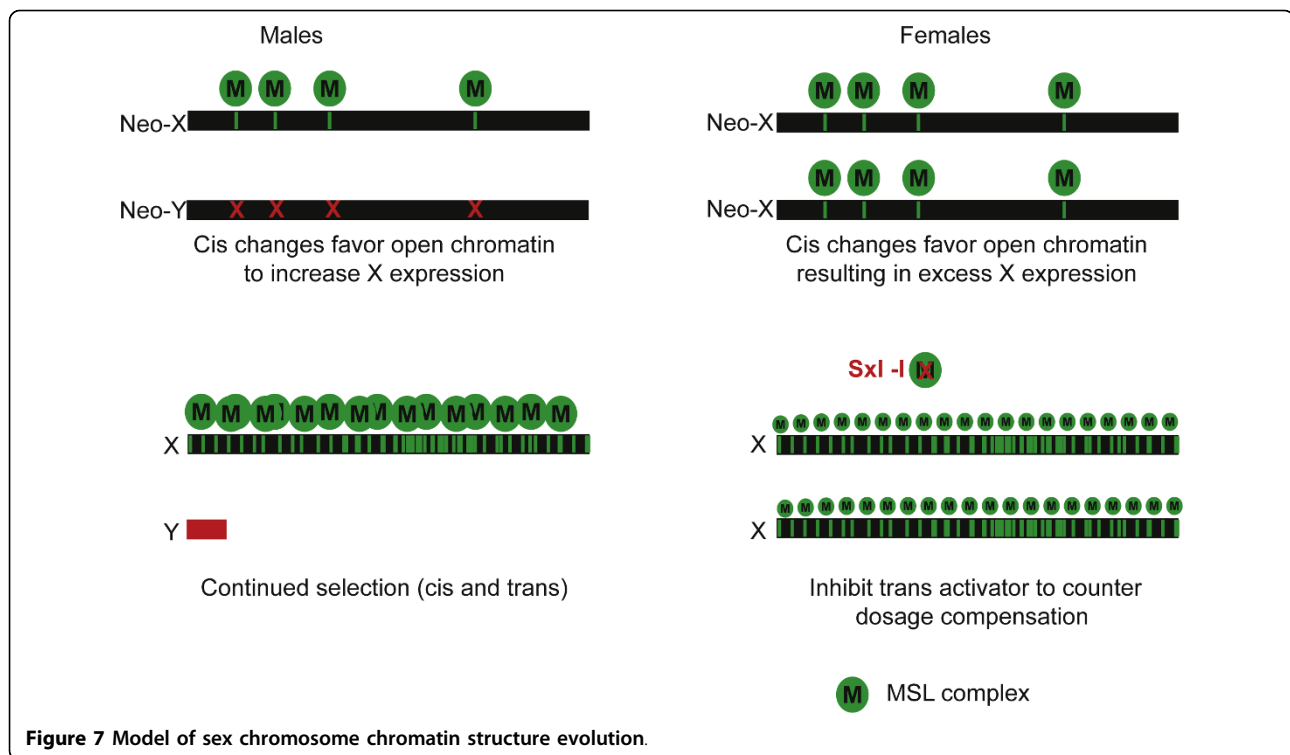 Males
M M M M
Neo-X
Neo-Y
X X X X
Cis changes favor open chromatin
to increase X expression
M M M M M M M M M M M M M M M
X
Y
Continued selection (cis and trans)
Females
M M M M
Neo-X
M M M M
Neo-X
Cis changes favor open chromatin
resulting in excess X expression
Sxl -I M X
M M M M M M M M M M M M M M M M M M M M
X
M M M M M M M M M M M M M M M M M M M M
X
Inhibit trans activator to counter
dosage compensation
M MSL complex
Figure 7 Model of sex chromosome chromatin structure evolution.